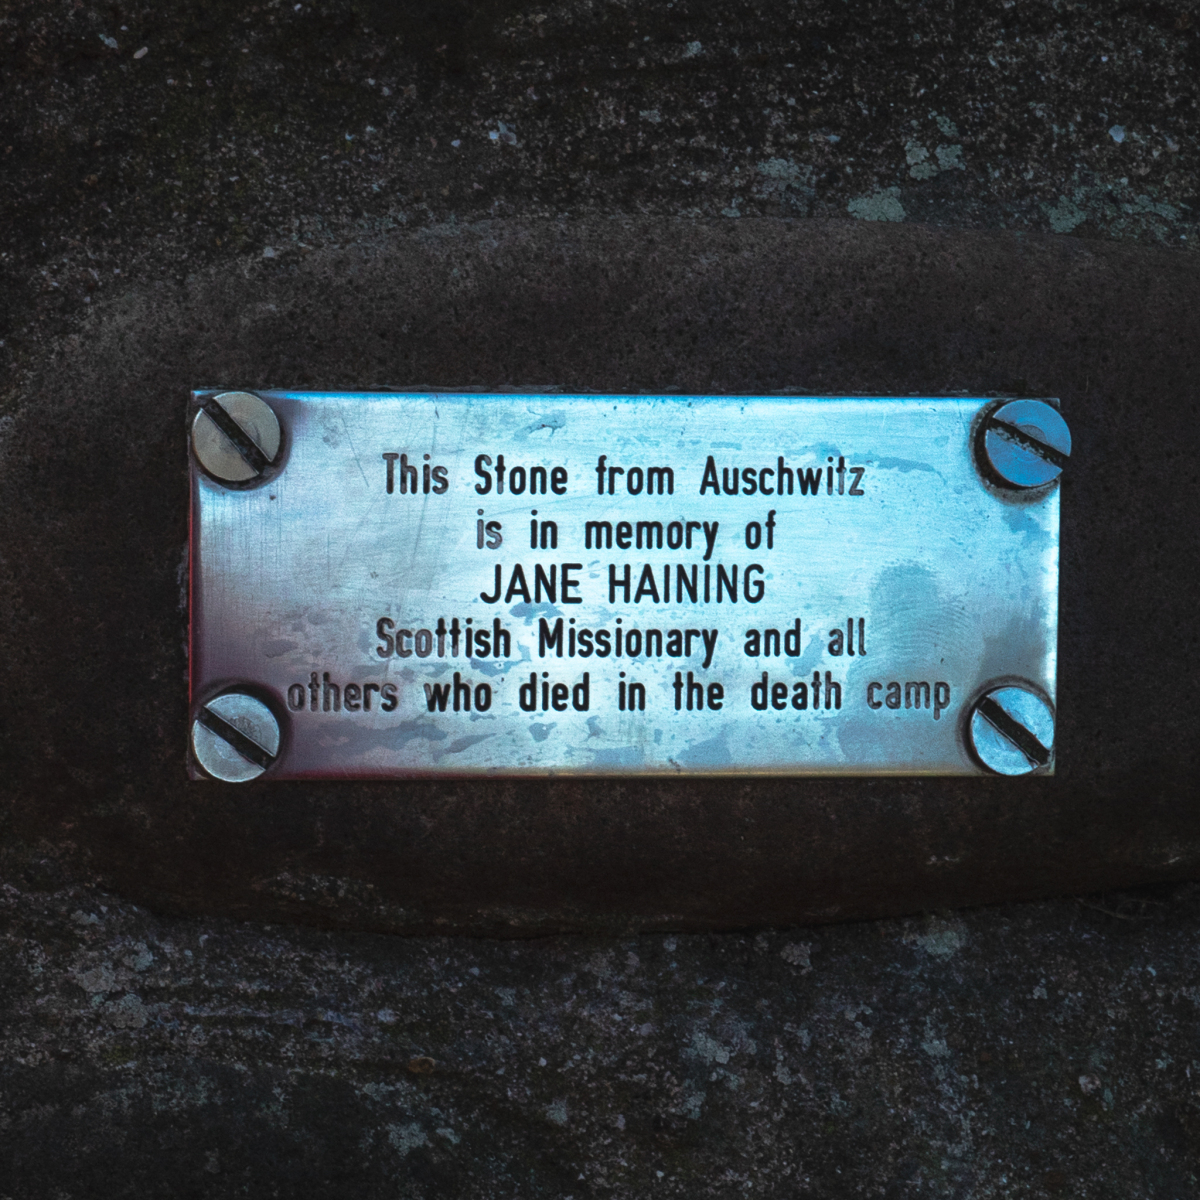 This Stone from Auschwitz
is in memory of
JANE HAINING
Scottish Missionary and all
others who died in the death camp